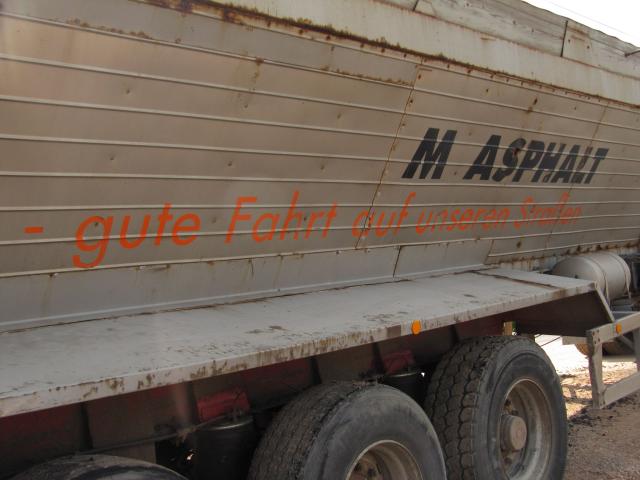 M ASPHALT
- gute Fahrt auf unseren Straßen